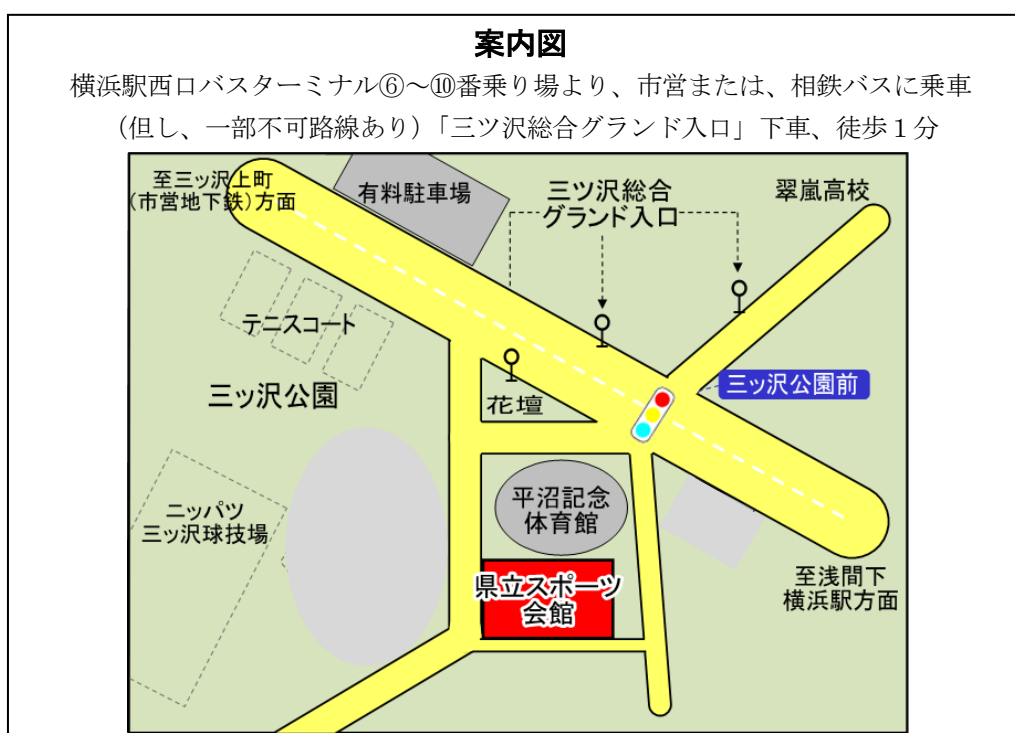 案内図
横浜駅西口バスターミナル⑥～⑩番乗り場より、市営または、相鉄バスに乗車
（但し、一部不可路線あり）「三ツ沢総合グランド入口」下車、徒歩１分
至三ッ沢上町
(市営地下鉄)方面
有料駐車場
三ツ沢総合
グランド入口
翠嵐高校
テニスコート
三ッ沢公園
花壇
三ッ沢公園前
ニッパツ
三ッ沢球技場
平沼記念
体育館
県立スポーツ
会館
至浅間下
横浜駅方面